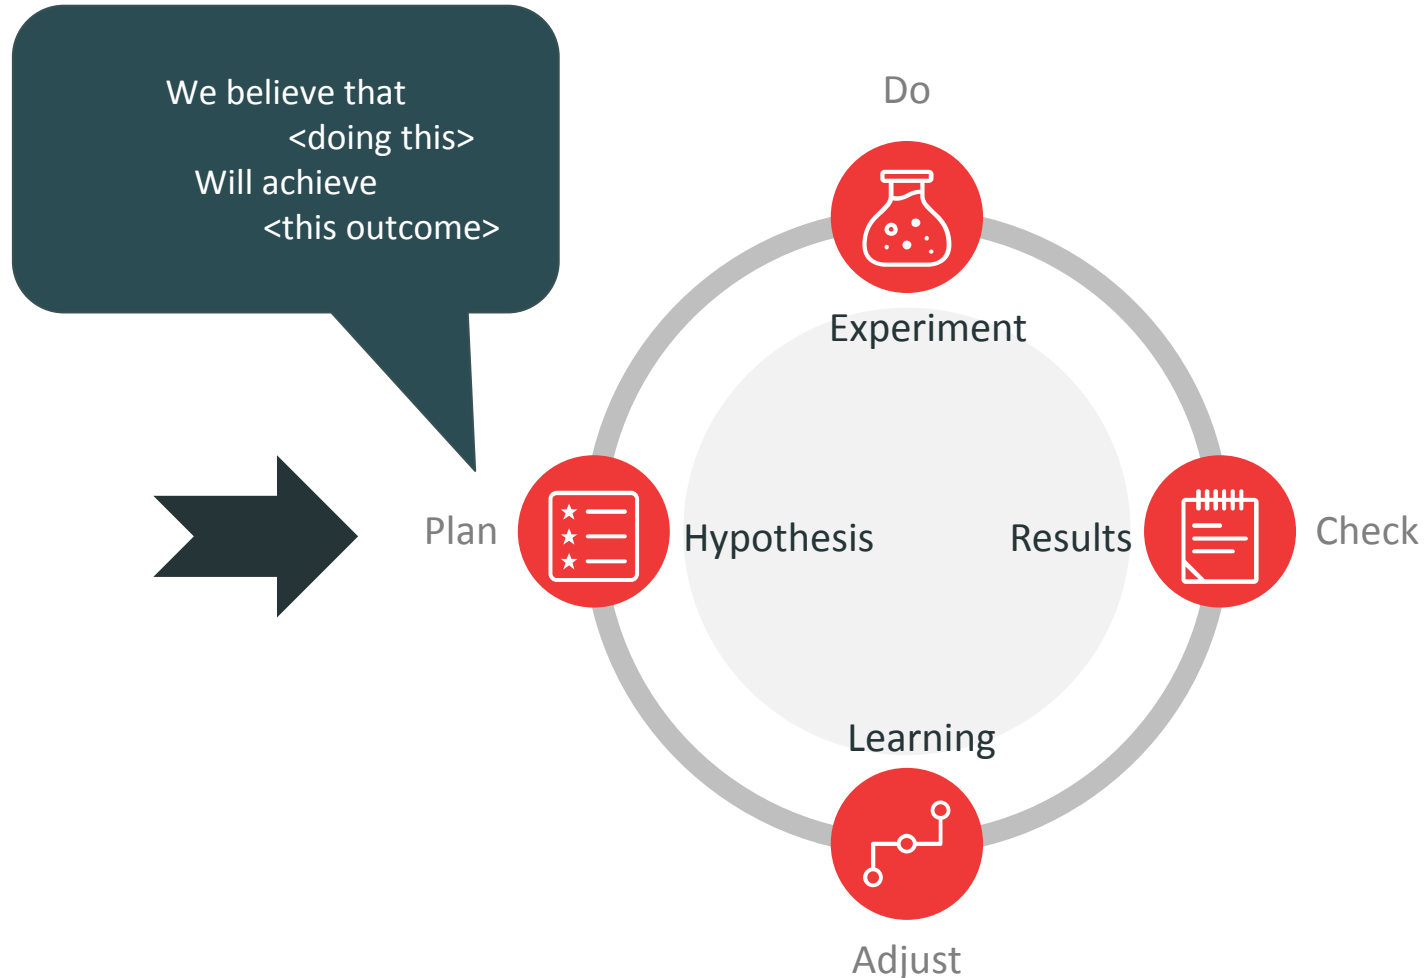 We believe that
<doing this>
Will achieve
<this outcome>
Do
Experiment
Plan
Hypothesis
Results
Check
Learning
Adjust